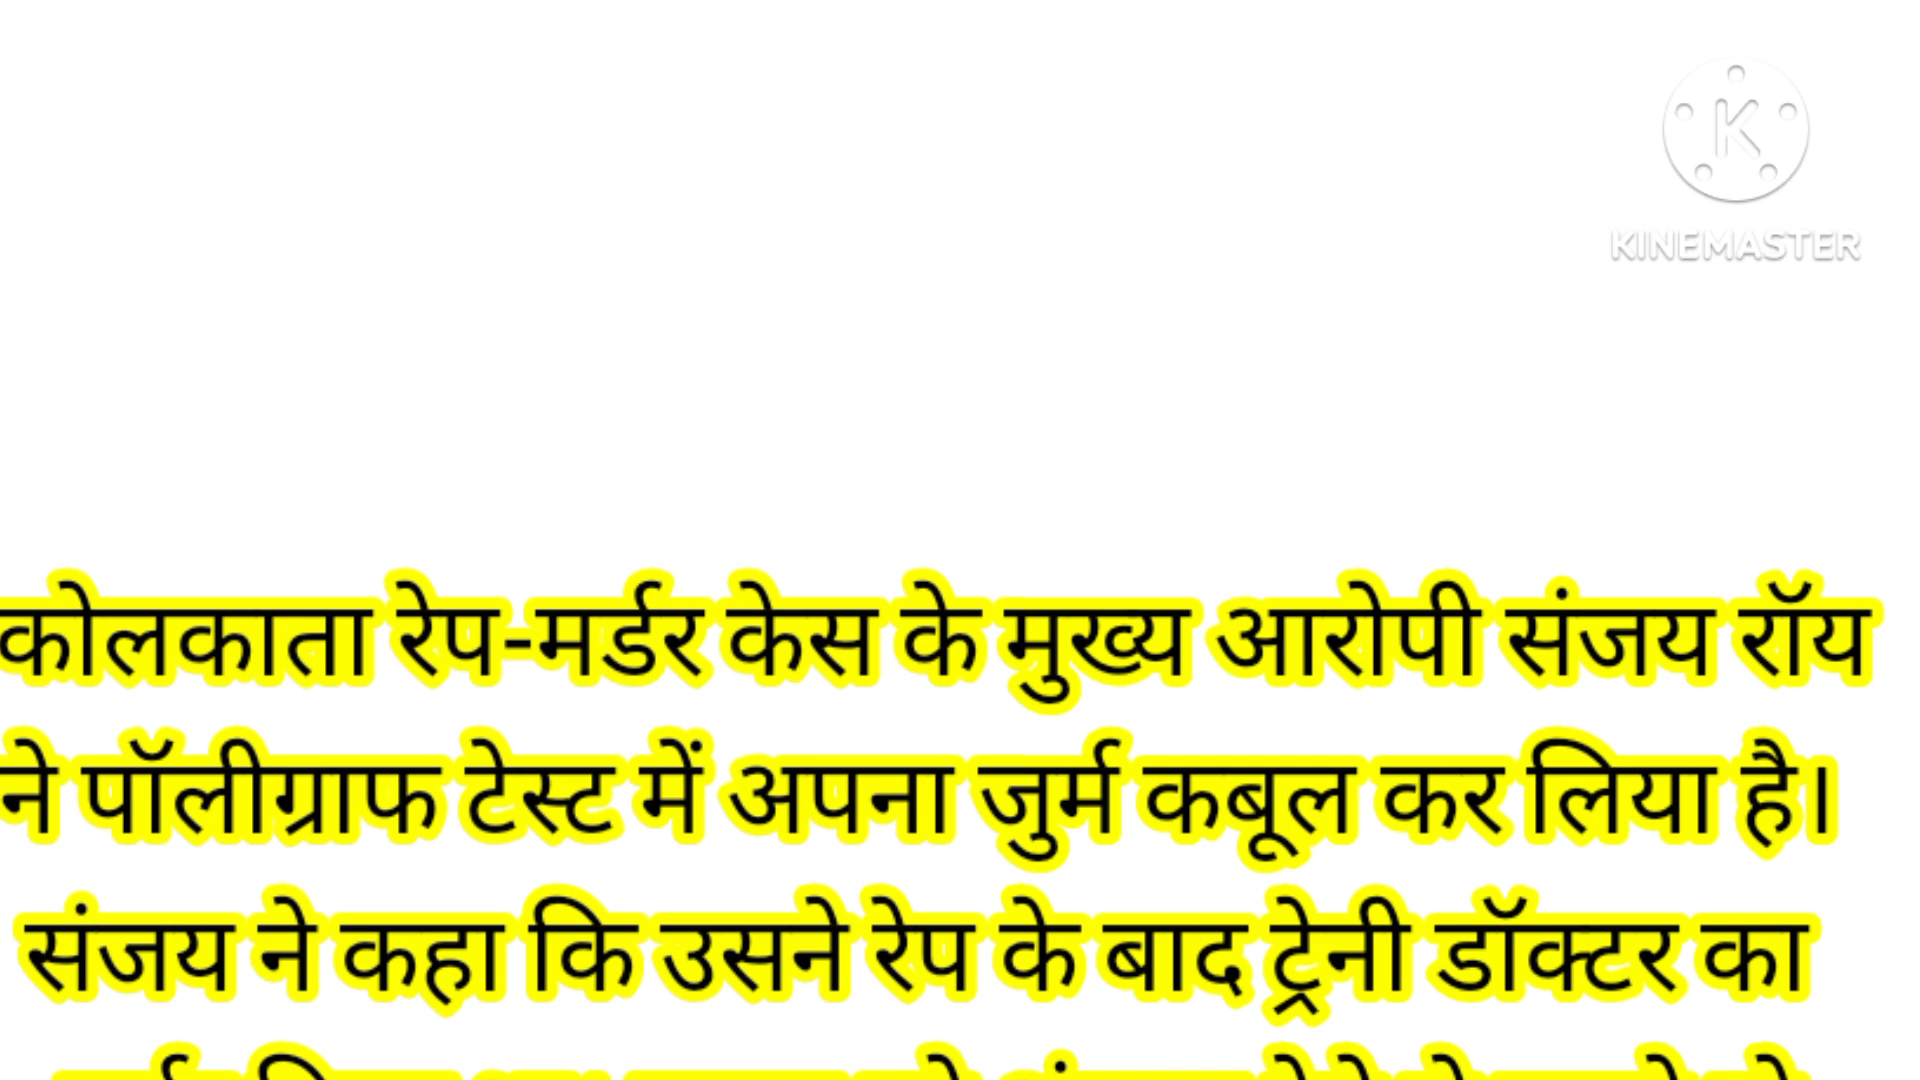 KINEMASTER
कोलकाता रेप-मर्डर केस के मुख्य आरोपी संजय रॉय
ने पॉलीग्राफ टेस्ट में अपना जुर्म कबूल कर लिया है।
संजय ने कहा कि उसने रेप के बाद ट्रेनी डॉक्टर का